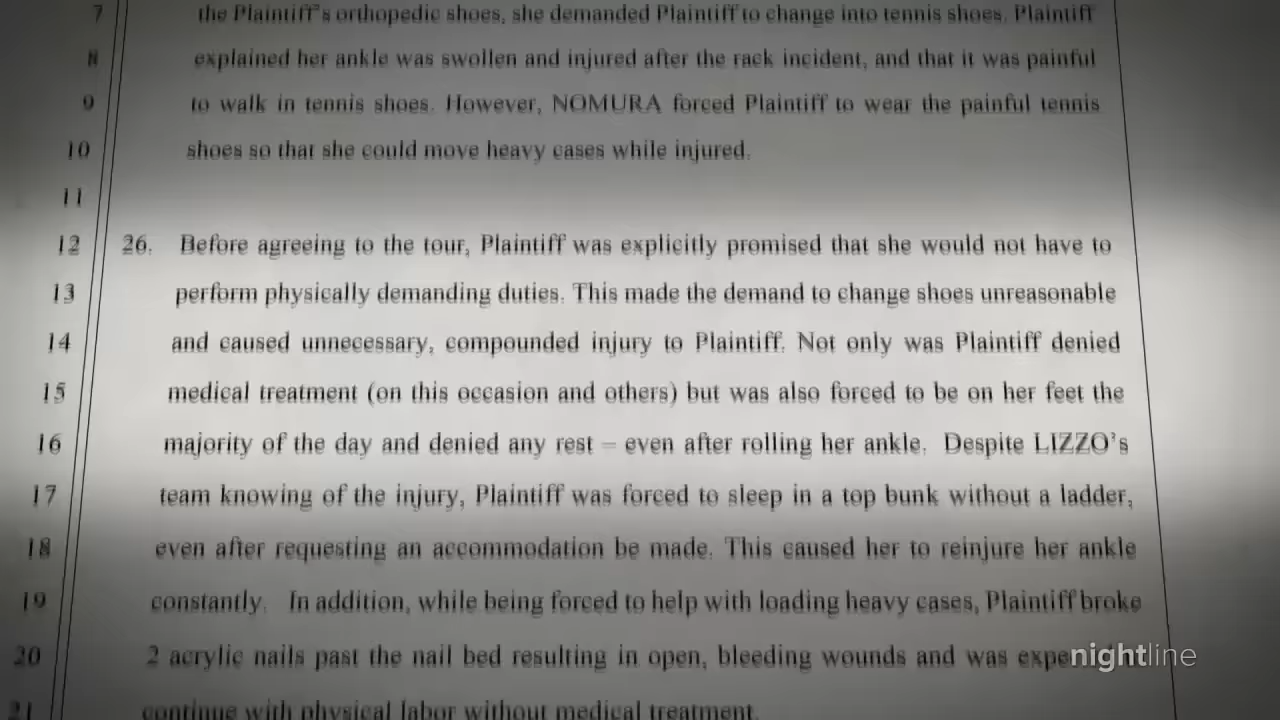 7 the Plaintiff's orthopedic shoes, she demanded Plaintiff to change into tennis shoes. Plaintiff
8 explained her ankle was swollen and injured after the rack incident, and that it was painful
9 to walk in tennis shoes. However, NOMURA forced Plaintiff to wear the painful tennis
10 shoes so that she could move heavy cases while injured.
11
12 26. Before agreeing to the tour, Plaintiff was explicitly promised that she would not have to
13 perform physically demanding duties. This made the demand to change shoes unreasonable
14 and caused unnecessary, compounded injury to Plaintiff. Not only was Plaintiff denied
15 medical treatment (on this occasion and others) but was also forced to be on her feet the
16 majority of the day and denied any rest – even after rolling her ankle. Despite LIZZO's
17 team knowing of the injury, Plaintiff was forced to sleep in a top bunk without a ladder,
18 even after requesting an accommodation be made. This caused her to reinjure her ankle
19 constantly. In addition, while being forced to help with loading heavy cases, Plaintiff broke
20 2 acrylic nails past the nail bed resulting in open, bleeding wounds and was
nightline
21 continue with physical labor without medical treatment.